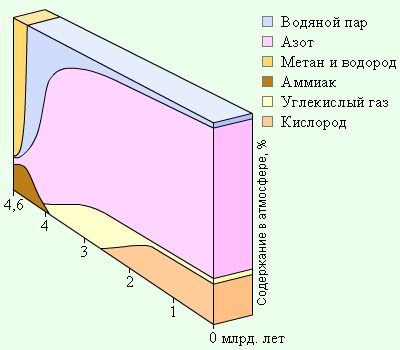 Водяной пар
Азот
Метан и водород
Аммиак
Углекислый газ
Кислород
Содержание в атмосфере, %
4,6
4
3
2
1
0 млрд. лет